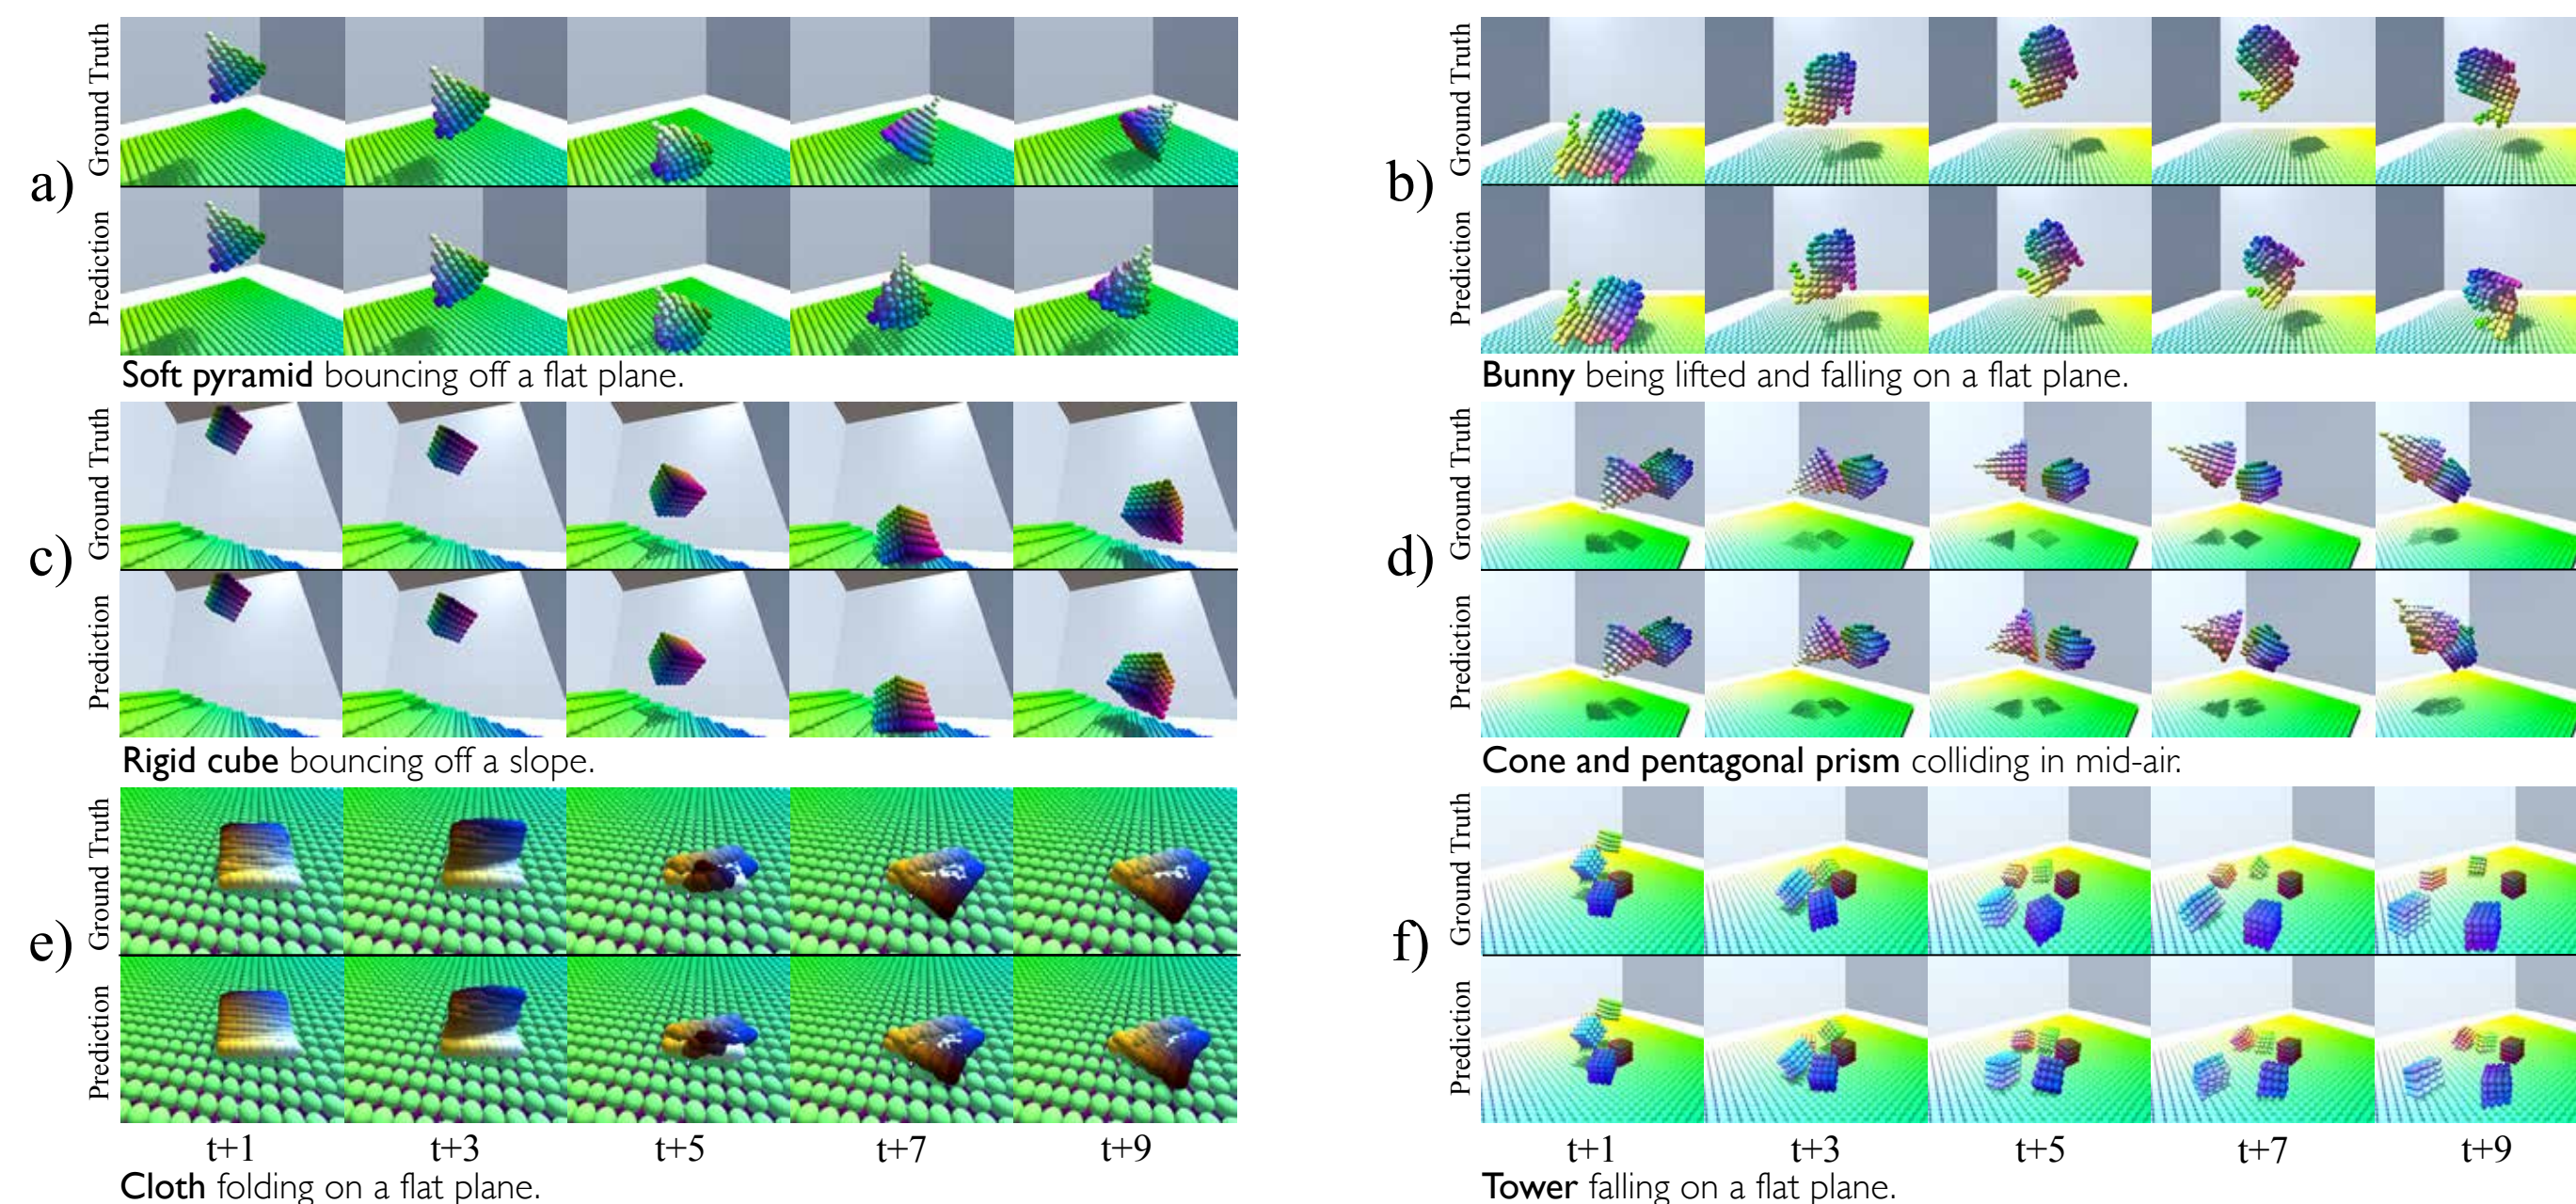 a)
Ground Truth
Prediction
Soft pyramid bouncing off a flat plane.
b)
Ground Truth
Prediction
Bunny being lifted and falling on a flat plane.
c)
Ground Truth
Prediction
Rigid cube bouncing off a slope.
d)
Ground Truth
Prediction
Cone and pentagonal prism colliding in mid-air.
e)
Ground Truth
Prediction
t+1 t+3 t+5 t+7 t+9
Cloth folding on a flat plane.
f)
Ground Truth
Prediction
t+1 t+3 t+5 t+7 t+9
Tower falling on a flat plane.